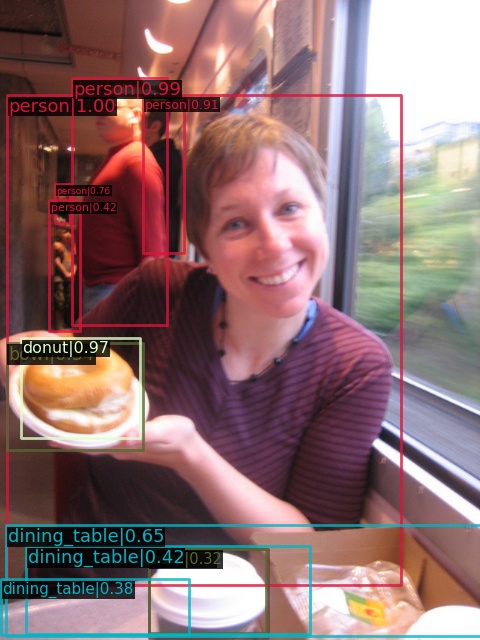 person|0.99
person|1.00
person|0.91
person|0.76
person|0.42
donut|0.97
dining_table|0.65
dining_table|0.42
|0.32
dining_table|0.38